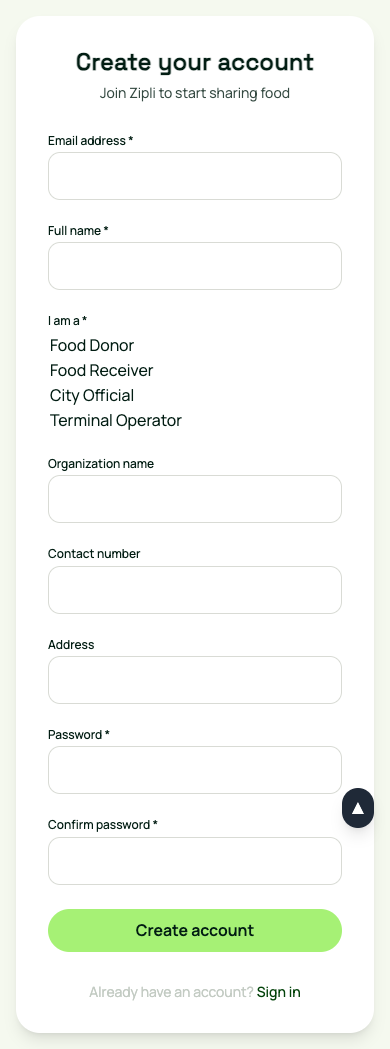 Create your account
Join Zipli to start sharing food
Email address *
Full name *
I am a *
Food Donor
Food Receiver
City Official
Terminal Operator
Organization name
Contact number
Address
Password *
Confirm password *
Create account
Already have an account? Sign in